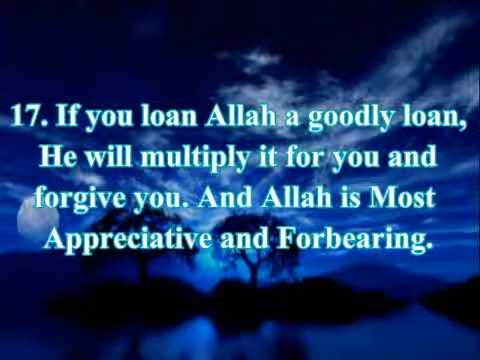 17. If you loan Allah a goodly loan,
He will multiply it for you and
forgive you. And Allah is Most
Appreciative and Forbearing.